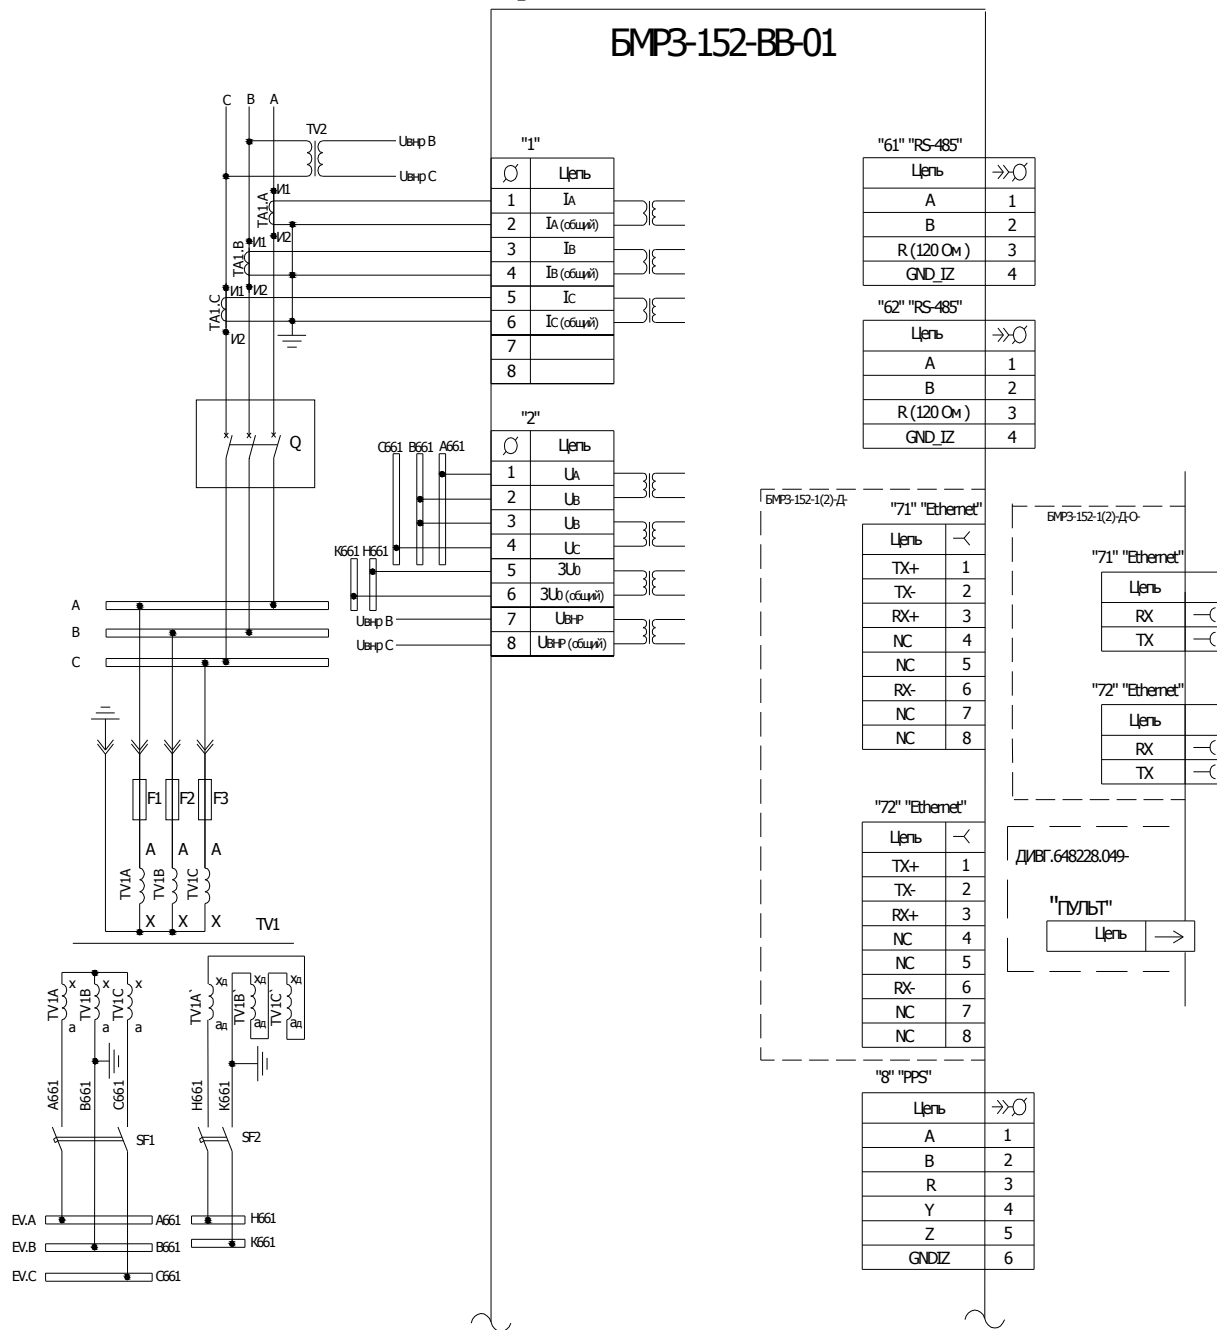 БМРЗ-152-ВВ-01
C B A
TV2
Uвнр В
Uвнр С
И1
TA1.A
И2
И1
TA1.B
И1 И2
TA1.C
И2
Q
"1"
Цепь
1 IA
2 IA (общий)
3 IB
4 IB (общий)
5 IC
6 IC (общий)
7
8
"2"
Цепь
1 UA
2 UB
3 UB
4 UC
5 3U0
6 3U0 (общий)
7 UВНР
8 UВНР (общий)
C661 B661 A661
К661 Н661
Uвнр В
Uвнр С
A
B
C
F1 F2 F3
A A A
TV1A TV1B TV1C
X X X
TV1
x x x
TV1A TV1B TV1C
a a a
xд xд xд
TV1A` TV1B` TV1C`
aд aд aд
A661 B661 C661
Н661 К661
SF1
SF2
EV.A A661
EV.B B661
EV.C C661
Н661
К661
"61" "RS-485"
Цепь
A 1
B 2
R (120 Ом) 3
GND_IZ 4
"62" "RS-485"
Цепь
A 1
B 2
R (120 Ом) 3
GND_IZ 4
БМРЗ-152-1(2)-Д-
"71" "Ethernet"
Цепь
TX+ 1
TX- 2
RX+ 3
NC 4
NC 5
RX- 6
NC 7
NC 8
"72" "Ethernet"
Цепь
TX+ 1
TX- 2
RX+ 3
NC 4
NC 5
RX- 6
NC 7
NC 8
"8" "PPS"
Цепь
A 1
B 2
R 3
Y 4
Z 5
GNDIZ 6
БМРЗ-152-1(2)-Д-О-
"71" "Ethernet"
Цепь
RX
TX
"72" "Ethernet"
Цепь
RX
TX
ДИВГ.648228.049-
"ПУЛЬТ"
Цепь